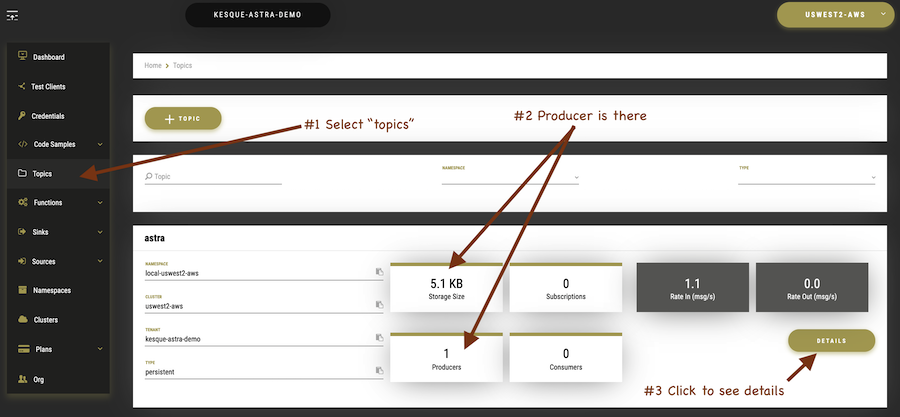 KESQUE-ASTRA-DEMO
USWEST2-AWS
Dashboard
Test Clients
Credentials
Code Samples
Topics
Functions
Sinks
Sources
Namespaces
Clusters
Plans
Org
Home > Topics
+ TOPIC
#1 Select “topics”
#2 Producer is there
Topic
NAMESPACE
TYPE
astra
NAMESPACE
local-uswest2-aws
CLUSTER
uswest2-aws
TENANT
kesque-astra-demo
TYPE
persistent
5.1 KB
Storage Size
0
Subscriptions
1
Producers
0
Consumers
1.1
Rate In (msg/s)
0.0
Rate Out (msg/s)
DETAILS
#3 Click to see details